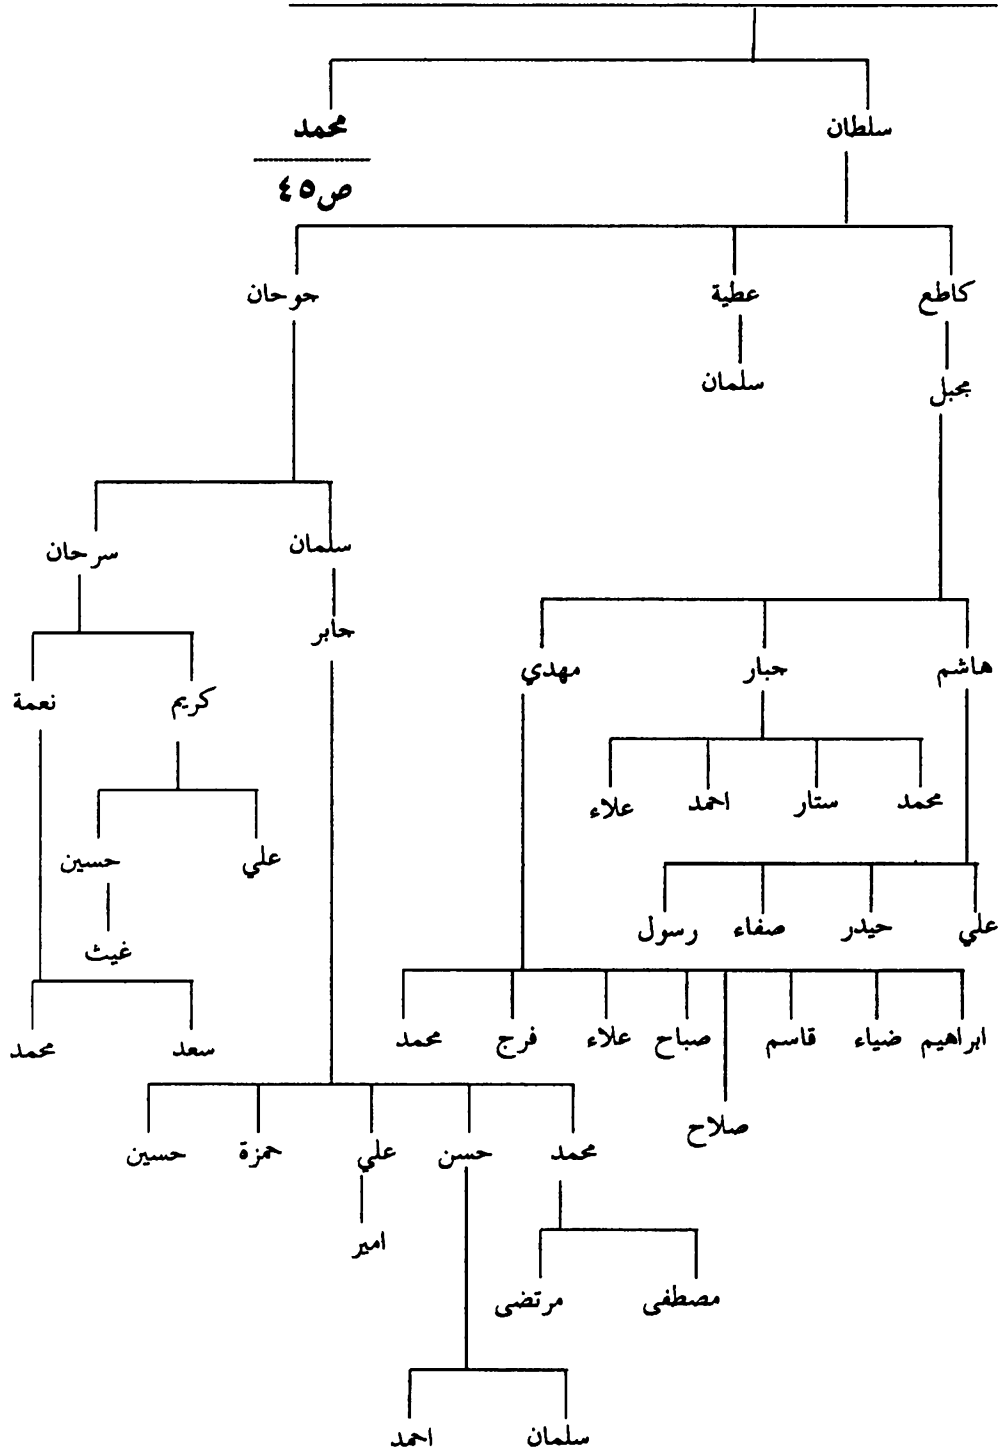 سلطان
محمد
ص٤٥
كاطع
عطية
حوحان
سلمان
مجبل
سلمان
سرحان
حابر
هاشم
حبار
مهدي
كريم
نعمة
محمد
ستار
احمد
علاء
علي
حسين
علي
حيدر
صفاء
رسول
غيث
ابراهيم
ضياء
قاسم
صباح
علاء
فرج
محمد
سعد
محمد
صلاح
محمد
حسن
علي
حمزة
حسين
امير
مصطفى
مرتضى
سلمان
احمد